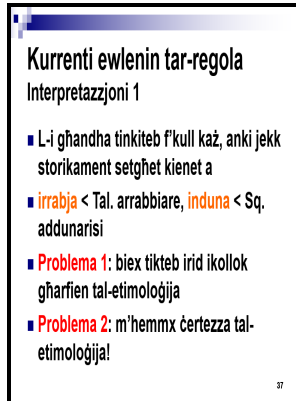 Kurrenti ewlenin tar-regola
Interpretazzjoni 1
L-i għandha tinkiteb f'kull każ, anki jekk
storikament setgħet kienet a
irrabja < Tal. arrabbiare, induna < Sq.
addunarisi
Problema 1: biex tikteb irid ikollok
għarfien tal-etimoloġija
Problema 2: m'hemmx ċertezza tal-
etimoloġija!
37